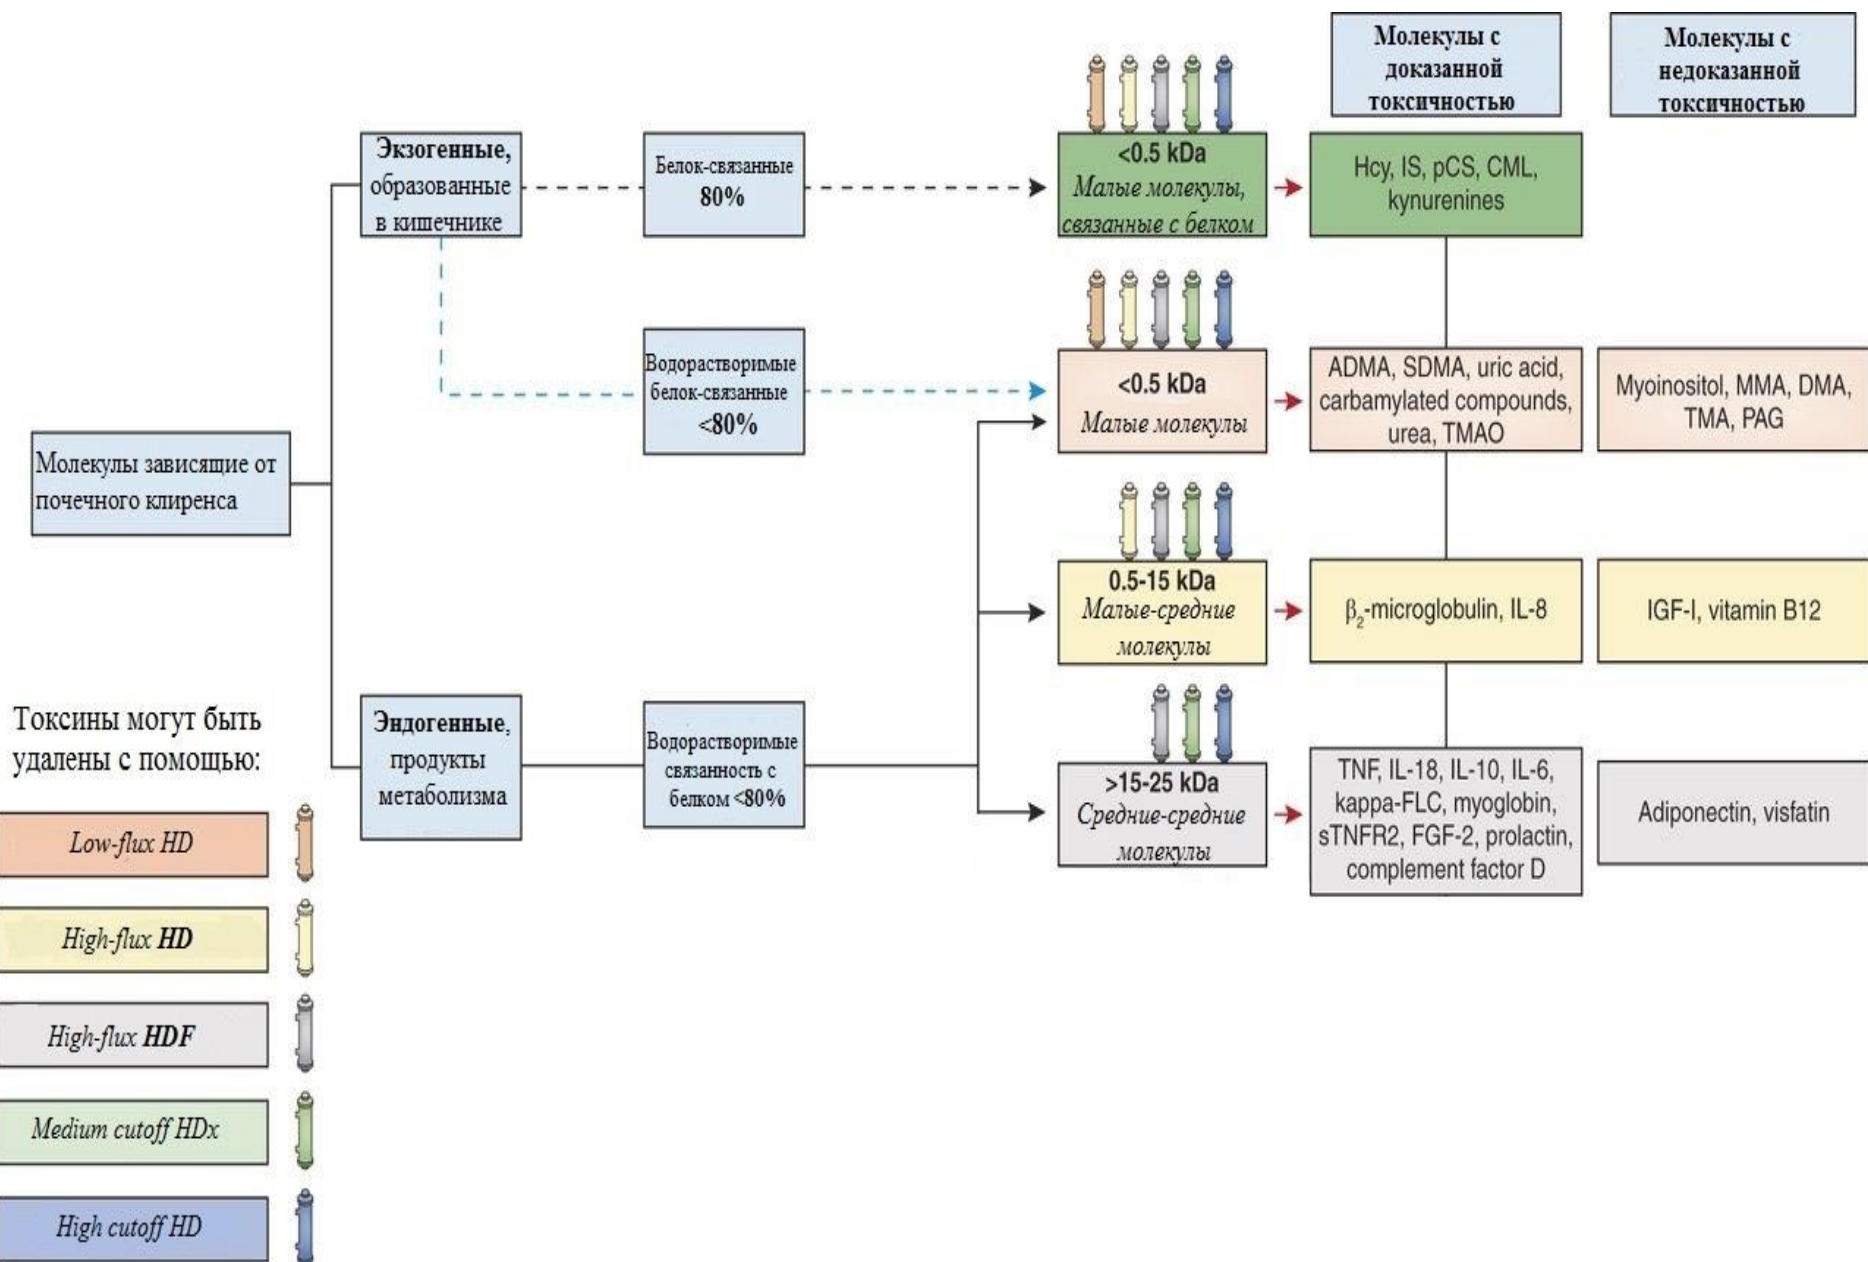 Молекулы с
доказанной
токсичностью
Молекулы с
недоказанной
токсичностью
Экзогенные,
образованные
в кишечнике
Белок-связанные
80%
<0.5 kDa
Малые молекулы,
связанные с белком
Hcy, IS, pCS, CML,
kynurenines
Водорастворимые
белок-связанные
<80%
<0.5 kDa
Малые молекулы
ADMA, SDMA, uric acid,
carbamylated compounds,
urea, TMAO
Myoinositol, MMA, DMA,
TMA, PAG
Молекулы зависящие от
почечного клиренса
0.5-15 kDa
Малые-средние
молекулы
β₂-microglobulin, IL-8
IGF-I, vitamin B12
Эндогенные,
продукты
метаболизма
Водорастворимые
связанность с
белком <80%
>15-25 kDa
Средние-средние
молекулы
TNF, IL-18, IL-10, IL-6,
kappa-FLC, myoglobin,
sTNFR2, FGF-2, prolactin,
complement factor D
Adiponectin, visfatin
Токсины могут быть
удалены с помощью:
Low-flux HD
High-flux HD
High-flux HDF
Medium cutoff HDx
High cutoff HD